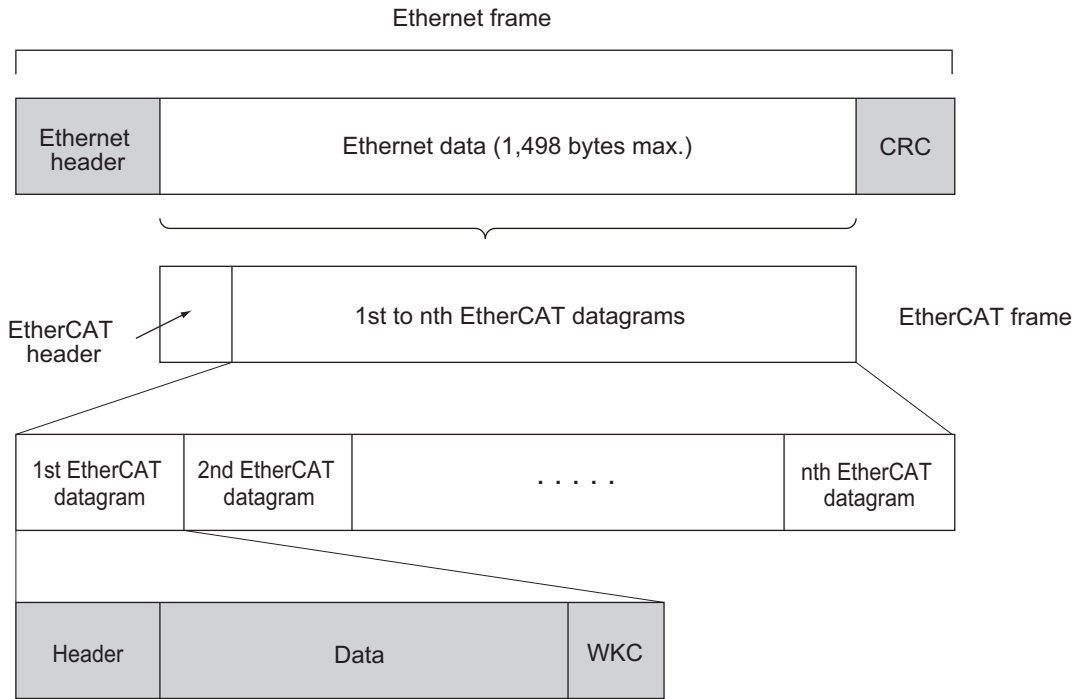 Ethernet frame
Ethernet
header
Ethernet data (1,498 bytes max.)
CRC
EtherCAT
header
1st to nth EtherCAT datagrams
EtherCAT frame
1st EtherCAT
datagram
2nd EtherCAT
datagram
. . . . .
nth EtherCAT
datagram
Header
Data
WKC